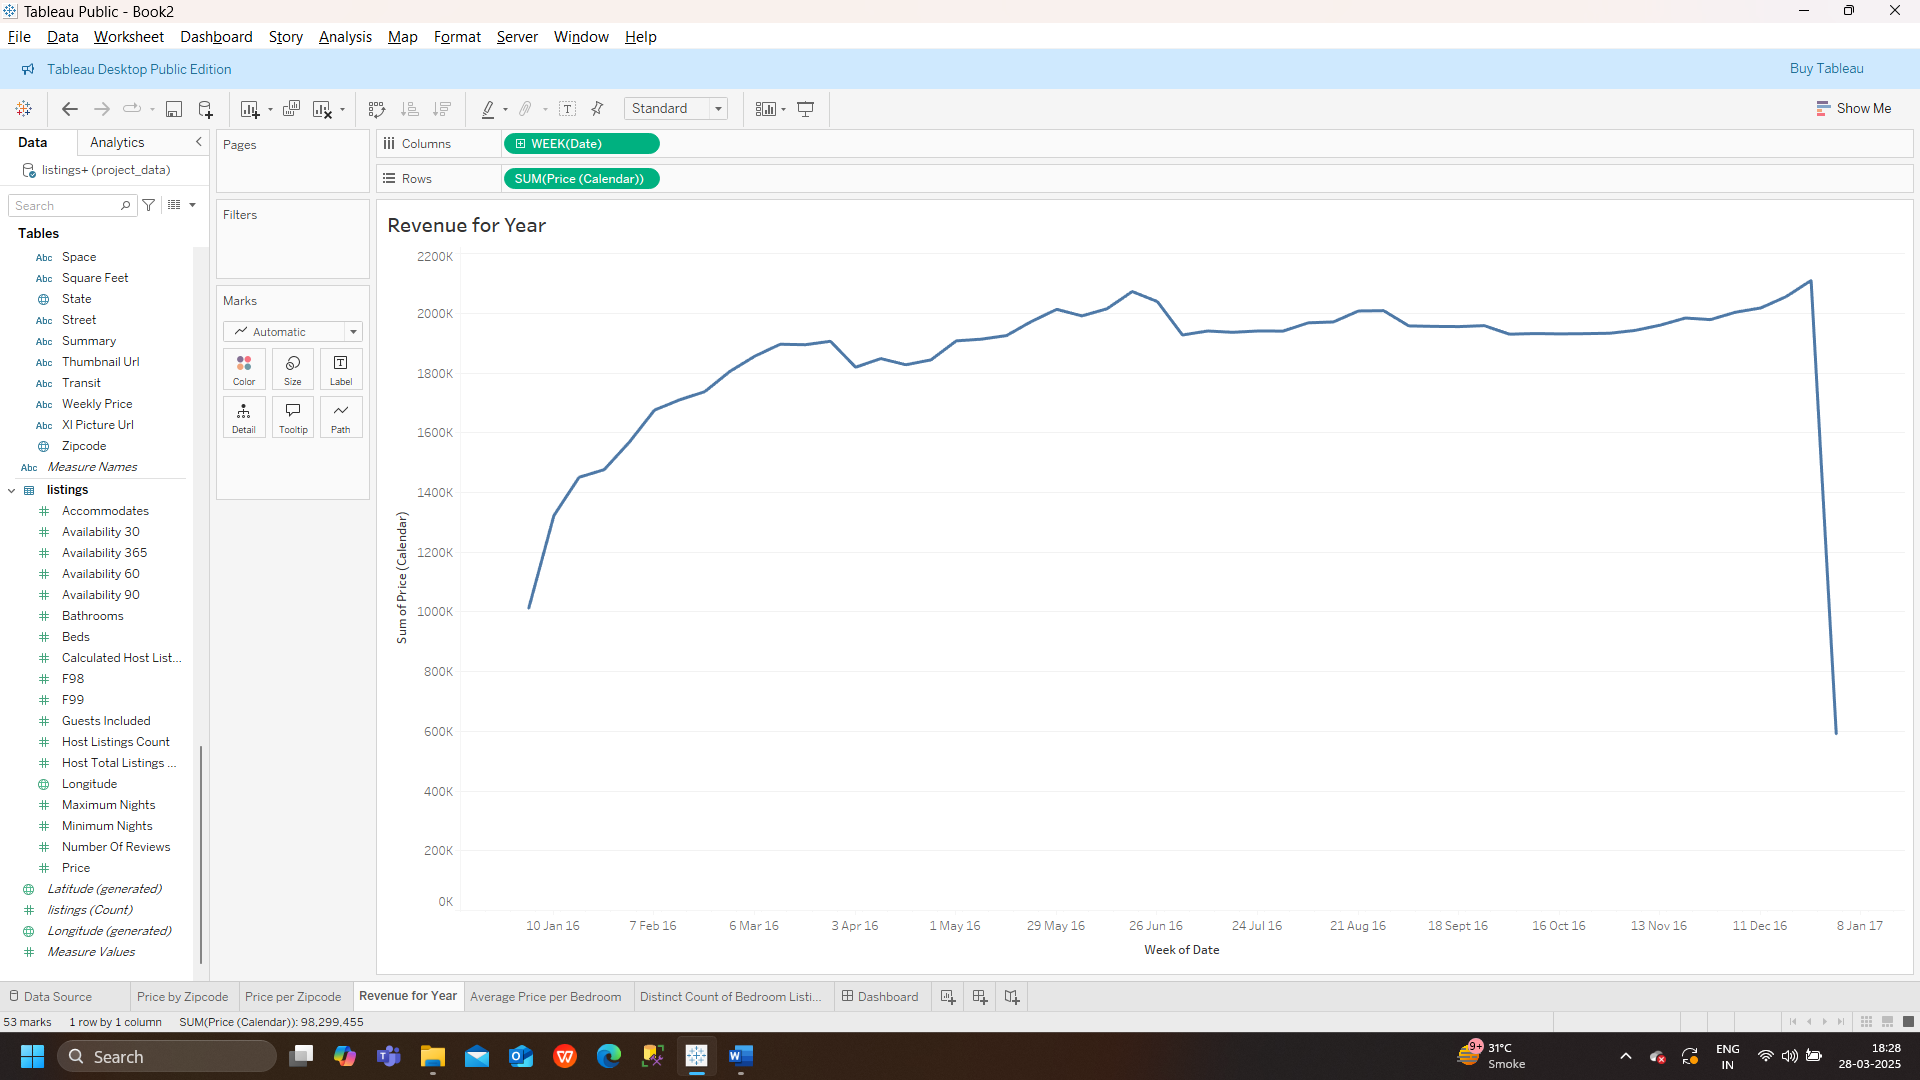 Tableau Public - Book2
File Data Worksheet Dashboard Story Analysis Map Format Server Window Help
Tableau Desktop Public Edition
Buy Tableau
Standard
Show Me
Data
Analytics
listings+ (project_data)
Search
Tables
Abc Space
Abc Square Feet
State
Abc Street
Abc Summary
Abc Thumbnail Url
Abc Transit
Abc Weekly Price
Abc Xl Picture Url
Zipcode
Abc Measure Names
listings
Accommodates
Availability 30
Availability 365
Availability 60
Availability 90
Bathrooms
Beds
Calculated Host List...
F98
F99
Guests Included
Host Listings Count
Host Total Listings ...
Longitude
Maximum Nights
Minimum Nights
Number Of Reviews
Price
Latitude (generated)
listings (Count)
Longitude (generated)
Measure Values
Pages
Filters
Marks
Automatic
Color Size Label
Detail Tooltip Path
Columns
WEEK(Date)
Rows
SUM(Price (Calendar))
Revenue for Year
2200K
2000K
1800K
1600K
1400K
1200K
1000K
800K
600K
400K
200K
0K
Sum of Price (Calendar)
10 Jan 16 7 Feb 16 6 Mar 16 3 Apr 16 1 May 16 29 May 16 26 Jun 16 24 Jul 16 21 Aug 16 18 Sept 16 16 Oct 16 13 Nov 16 11 Dec 16 8 Jan 17
Week of Date
Data Source Price by Zipcode Price per Zipcode Revenue for Year Average Price per Bedroom Distinct Count of Bedroom Listi... Dashboard
53 marks 1 row by 1 column SUM(Price (Calendar)): 98,299,455
Search
9+
31°C
Smoke
ENG
IN
18:28
28-03-2025